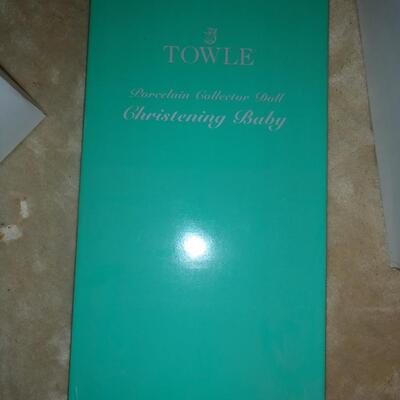 TOWLE
Porcelain Collector Doll
Christening Baby